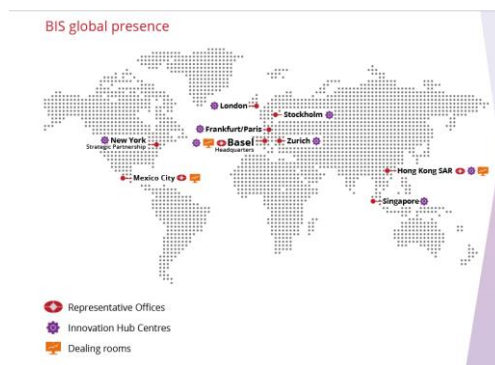 BIS global presence
London
Stockholm
Frankfurt/Paris
New York
Strategic Partnership
Basel
Headquarters
Zurich
Mexico City
Hong Kong SAR
Singapore
Representative Offices
Innovation Hub Centres
Dealing rooms